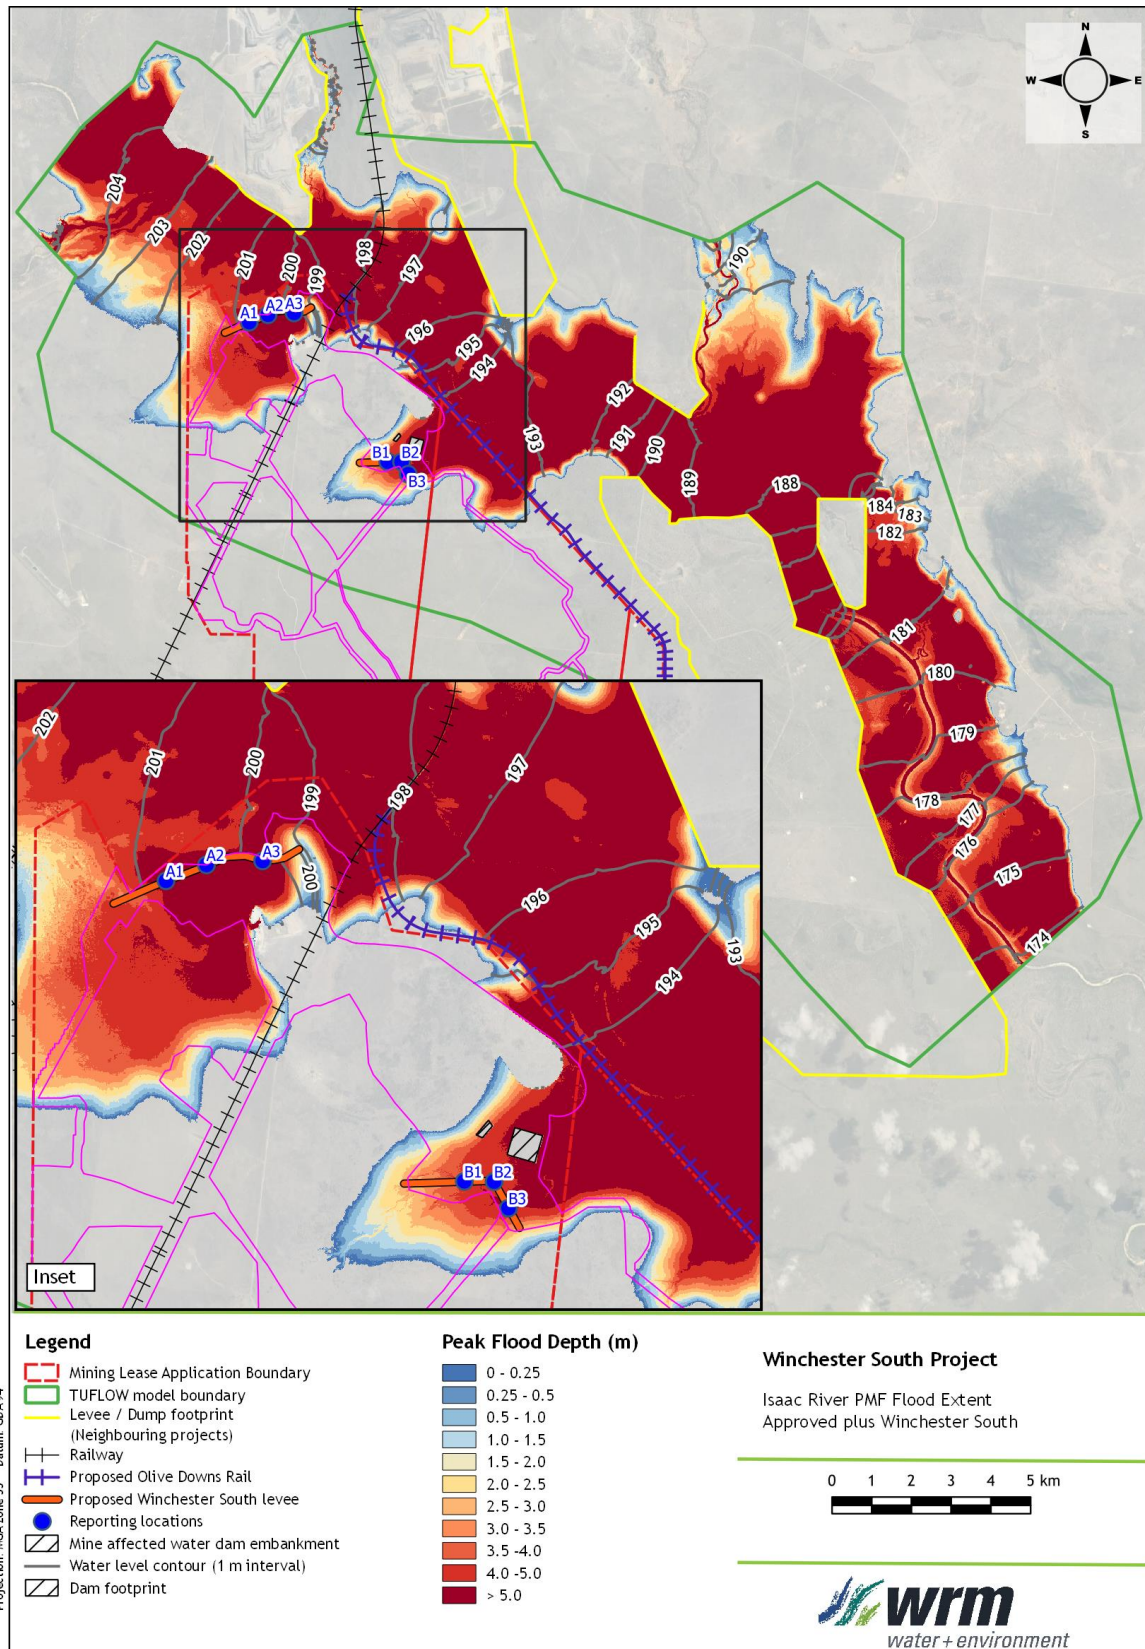 N
W
E
S
204
203
202
201
200
199
198
197
196
195
194
193
192
191
190
189
190
188
184
183
182
181
180
179
178
177
176
175
174
A1
A2
A3
B1
B2
B3
202
201
200
199
198
197
196
195
194
193
200
A1
A2
A3
B1
B2
B3
Inset
Legend
Mining Lease Application Boundary
TUFLOW model boundary
Levee / Dump footprint
(Neighbouring projects)
Railway
Proposed Olive Downs Rail
Proposed Winchester South levee
Reporting locations
Mine affected water dam embankment
Water level contour (1 m interval)
Dam footprint
Peak Flood Depth (m)
0 - 0.25
0.25 - 0.5
0.5 - 1.0
1.0 - 1.5
1.5 - 2.0
2.0 - 2.5
2.5 - 3.0
3.0 - 3.5
3.5 -4.0
4.0 -5.0
> 5.0
Winchester South Project
Isaac River PMF Flood Extent
Approved plus Winchester South
0 1 2 3 4 5 km
wrm
water + environment